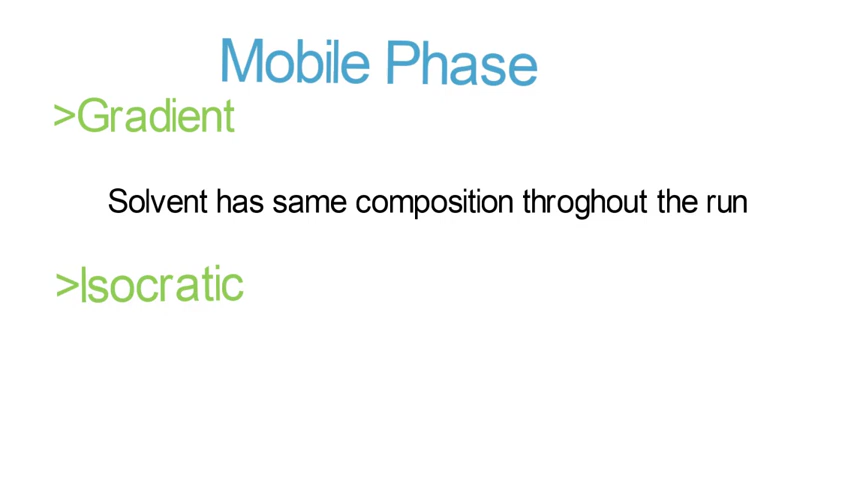 Mobile Phase
>Gradient
Solvent has same composition throghout the run
>Isocratic